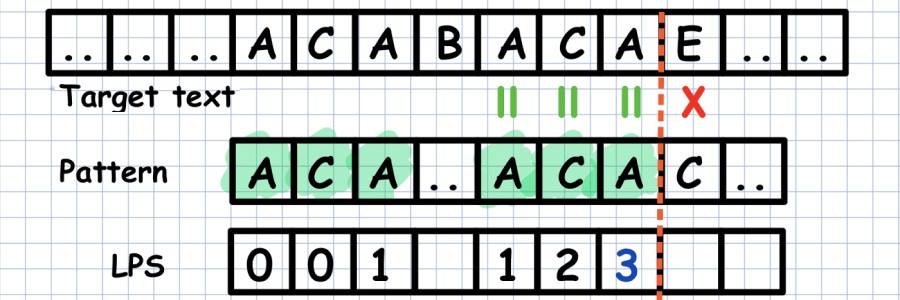 .. .. .. A C A B A C A E .. ..
Target text
|| || || X
Pattern A C A .. A C A C ..
LPS 0 0 1 1 2 3